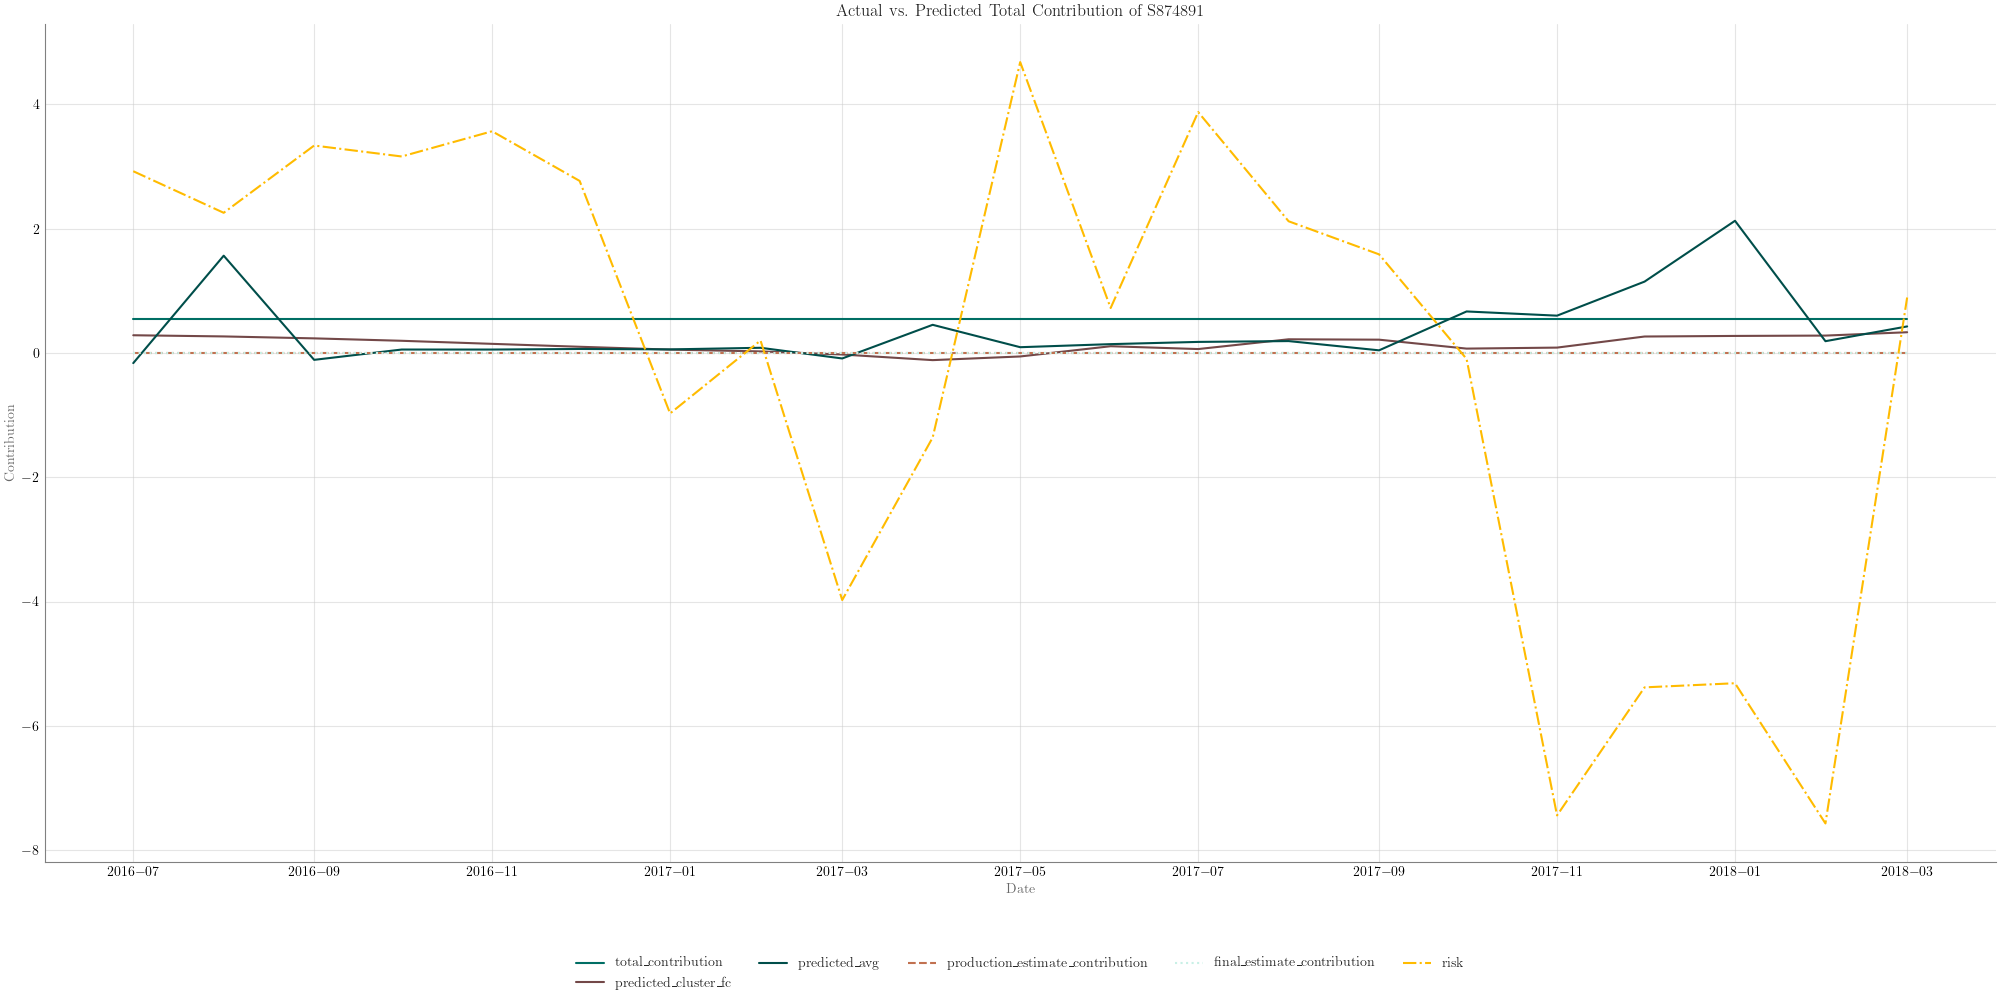 Actual vs. Predicted Total Contribution of S874891
4
2
0
−2
−4
−6
−8
Contribution
2016−07 2016−09 2016−11 2017−01 2017−03 2017−05 2017−07 2017−09 2017−11 2018−01 2018−03
Date
total_contribution predicted_avg production_estimate_contribution final_estimate_contribution risk
predicted_cluster_fc